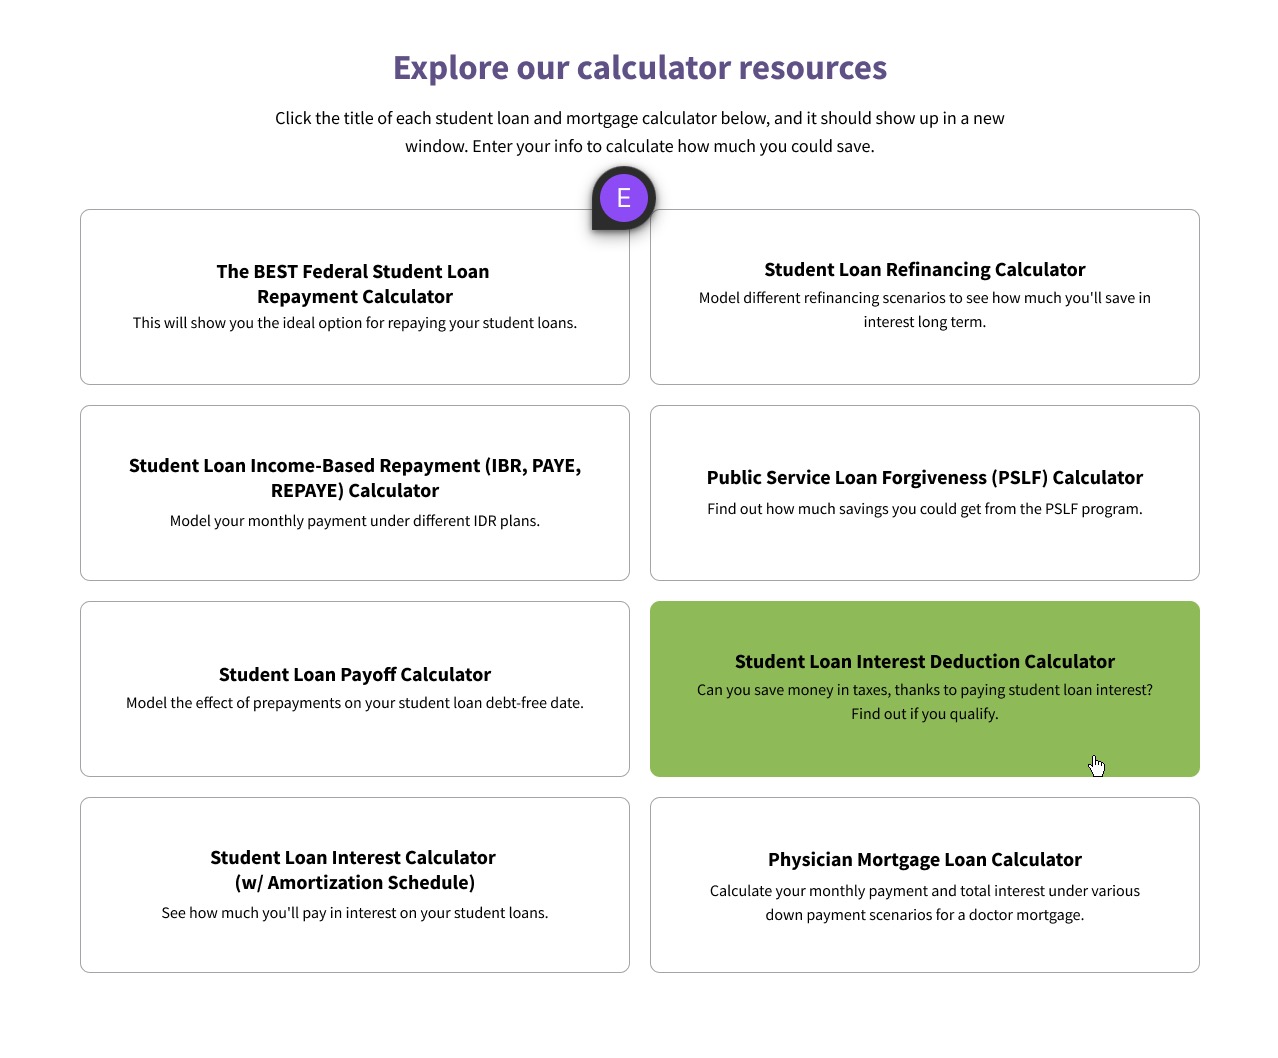 Explore our calculator resources
Click the title of each student loan and mortgage calculator below, and it should show up in a new
window. Enter your info to calculate how much you could save.
E
The BEST Federal Student Loan
Repayment Calculator
This will show you the ideal option for repaying your student loans.
Student Loan Refinancing Calculator
Model different refinancing scenarios to see how much you'll save in
interest long term.
Student Loan Income-Based Repayment (IBR, PAYE,
REPAYE) Calculator
Model your monthly payment under different IDR plans.
Public Service Loan Forgiveness (PSLF) Calculator
Find out how much savings you could get from the PSLF program.
Student Loan Payoff Calculator
Model the effect of prepayments on your student loan debt-free date.
Student Loan Interest Deduction Calculator
Can you save money in taxes, thanks to paying student loan interest?
Find out if you qualify.
Student Loan Interest Calculator
(w/ Amortization Schedule)
See how much you'll pay in interest on your student loans.
Physician Mortgage Loan Calculator
Calculate your monthly payment and total interest under various
down payment scenarios for a doctor mortgage.